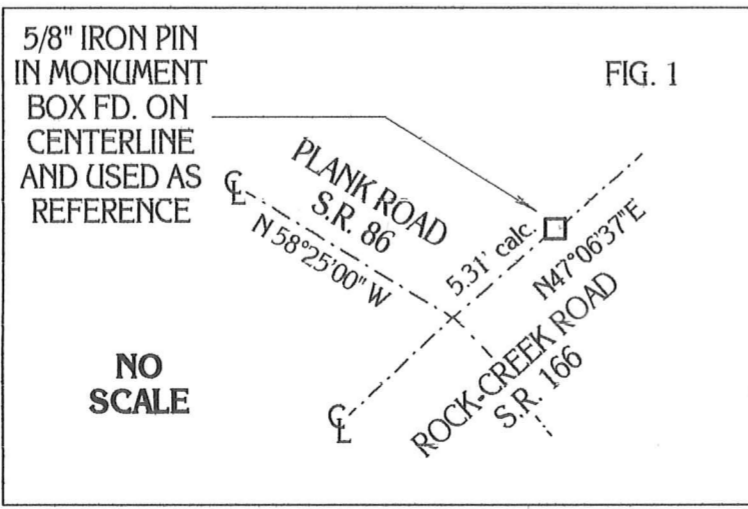 5/8" IRON PIN
IN MONUMENT
BOX FD. ON
CENTERLINE
AND USED AS
REFERENCE
FIG. 1
PLANK ROAD
S.R. 86
℄
N 58°25'00" W
5.31' calc.
N47°06'37"E
ROCK-CREEK ROAD
S.R. 166
℄
NO
SCALE